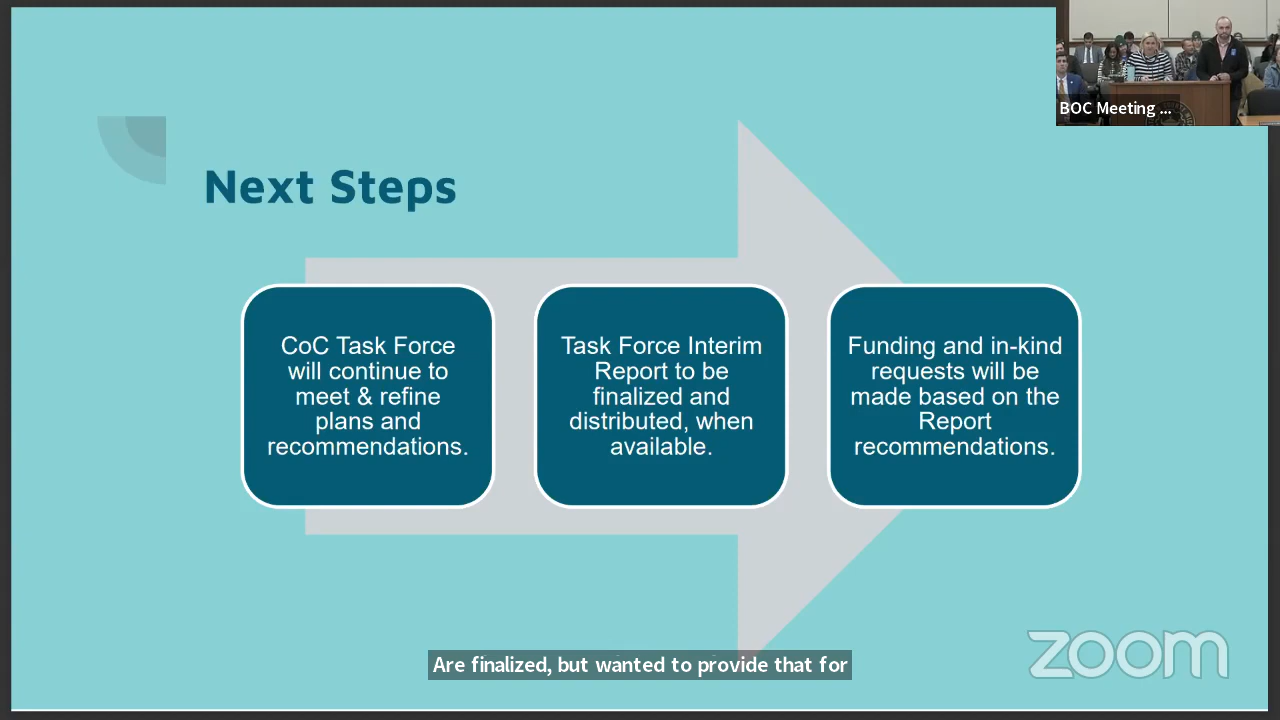 BOC Meeting ...
Next Steps
CoC Task Force
will continue to
meet & refine
plans and
recommendations.
Task Force Interim
Report to be
finalized and
distributed, when
available.
Funding and in-kind
requests will be
made based on the
Report
recommendations.
Are finalized, but wanted to provide that for
zoom